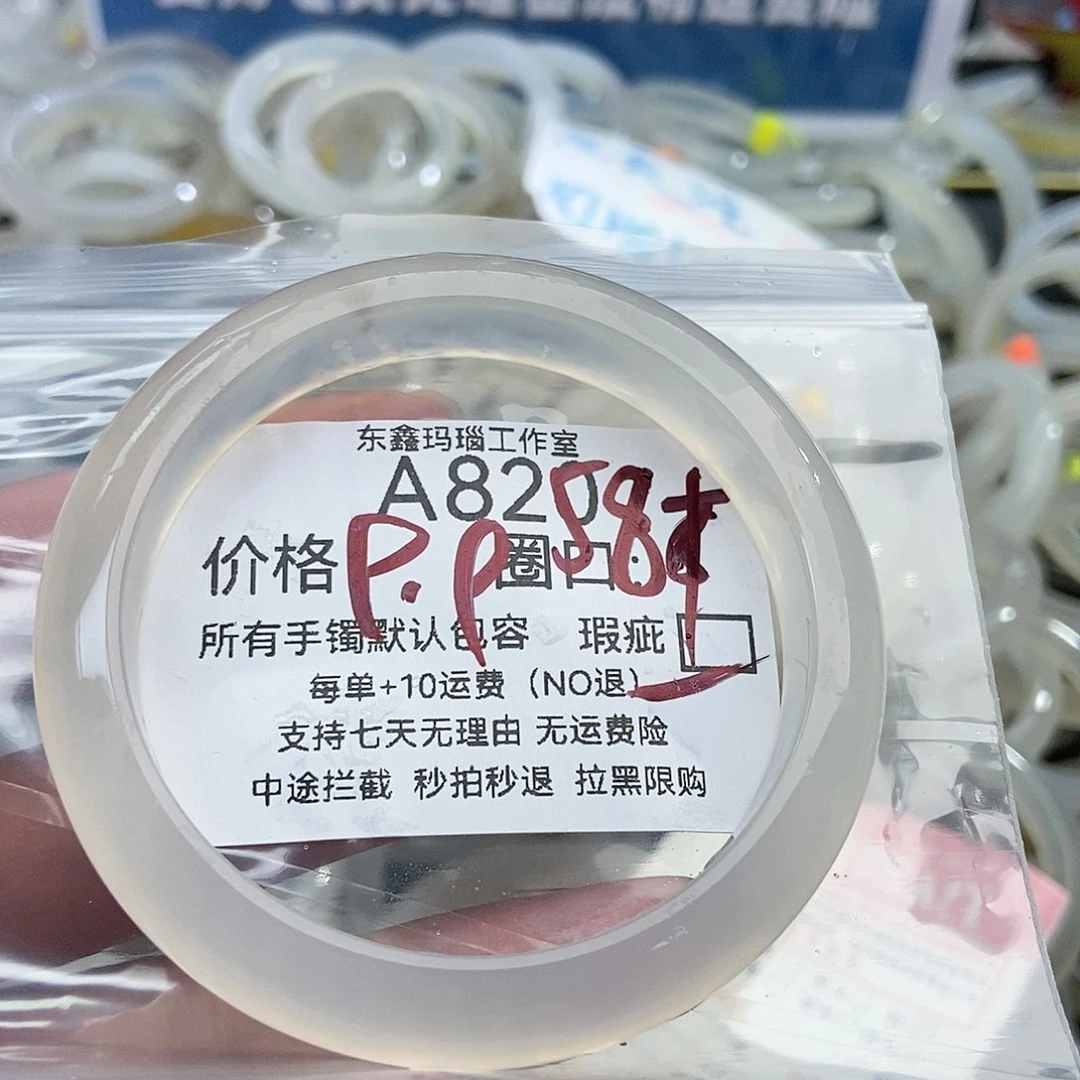 东鑫玛瑙工作室
A820
58
价格 P.P 圈口:
所有手镯默认包容 瑕疵
每单+10运费（NO退）
支持七天无理由 无运费险
中途拦截 秒拍秒退 拉黑限购